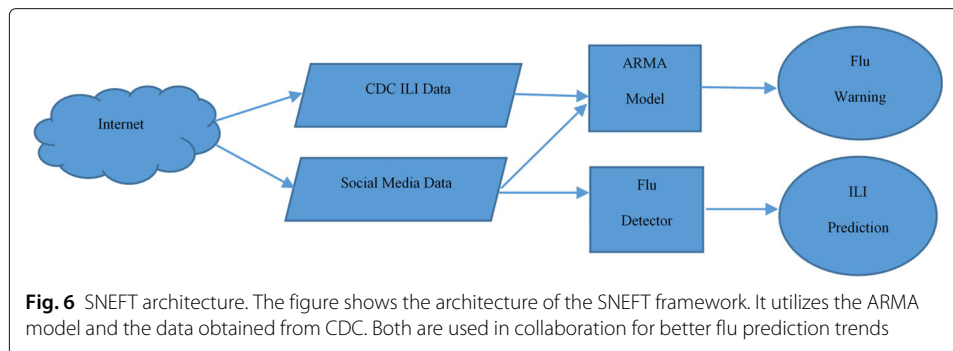 Internet
CDC ILI Data
Social Media Data
ARMA
Model
Flu
Detector
Flu
Warning
ILI
Prediction
Fig. 6 SNEFT architecture. The figure shows the architecture of the SNEFT framework. It utilizes the ARMA
model and the data obtained from CDC. Both are used in collaboration for better flu prediction trends